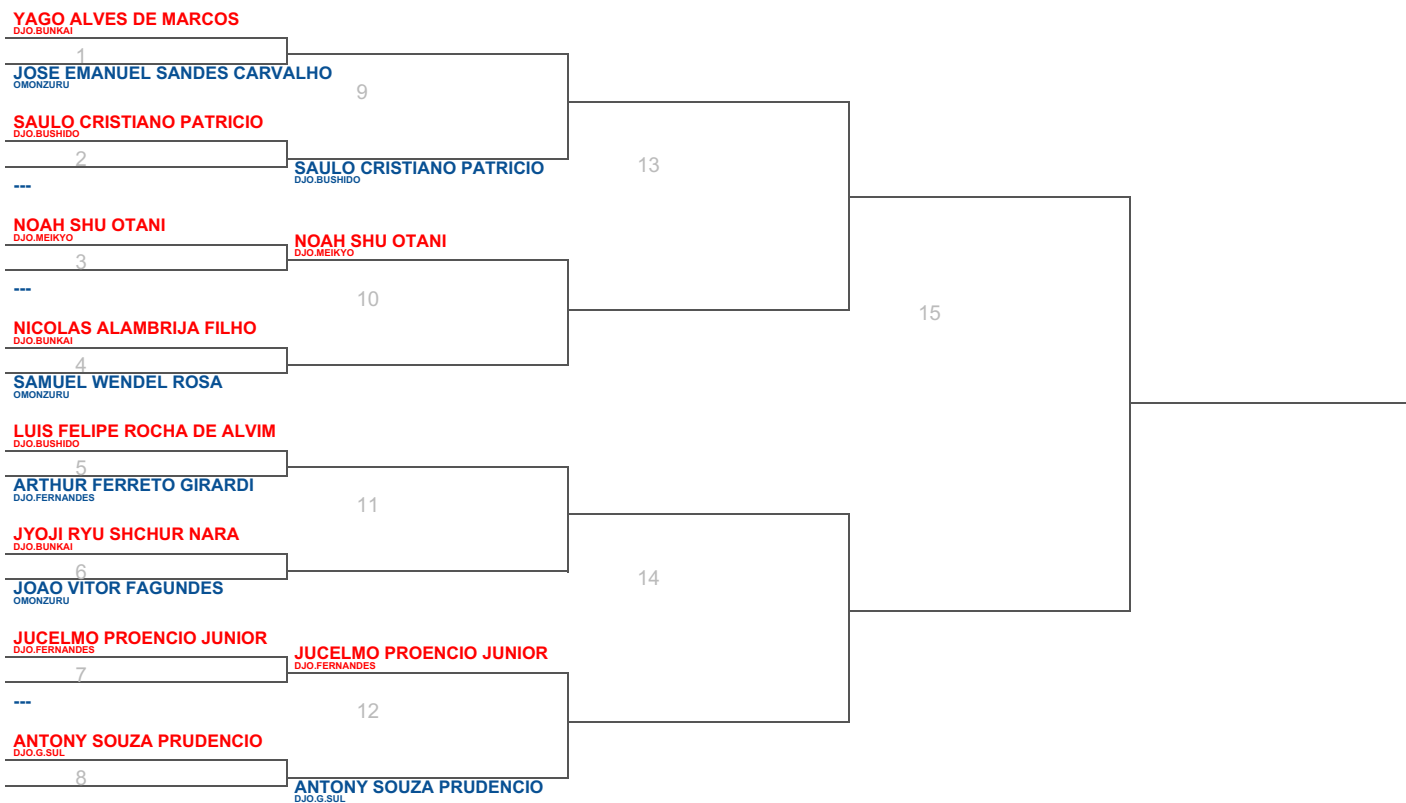 YAGO ALVES DE MARCOS
DJO.BUNKAI
1
JOSE EMANUEL SANDES CARVALHO
OMONZURU
9
SAULO CRISTIANO PATRICIO
DJO.BUSHIDO
2
---
SAULO CRISTIANO PATRICIO
DJO.BUSHIDO
13
NOAH SHU OTANI
DJO.MEIKYO
3
---
NOAH SHU OTANI
DJO.MEIKYO
10
15
NICOLAS ALAMBRIJA FILHO
DJO.BUNKAI
4
SAMUEL WENDEL ROSA
OMONZURU
LUIS FELIPE ROCHA DE ALVIM
DJO.BUSHIDO
5
ARTHUR FERRETO GIRARDI
DJO.FERNANDES
11
JYOJI RYU SHCHUR NARA
DJO.BUNKAI
6
JOAO VITOR FAGUNDES
OMONZURU
14
JUCELMO PROENCIO JUNIOR
DJO.FERNANDES
7
---
JUCELMO PROENCIO JUNIOR
DJO.FERNANDES
12
ANTONY SOUZA PRUDENCIO
DJO.G.SUL
8
ANTONY SOUZA PRUDENCIO
DJO.G.SUL